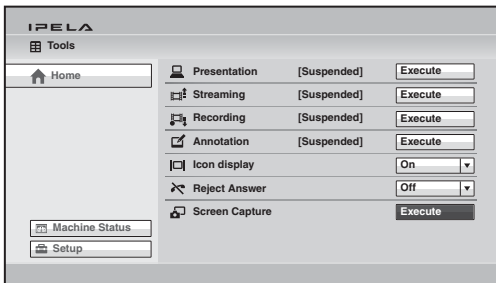 IPELA
Tools
Home
Presentation [Suspended] Execute
Streaming [Suspended] Execute
Recording [Suspended] Execute
Annotation [Suspended] Execute
Icon display On
Reject Answer Off
Screen Capture Execute
Machine Status
Setup